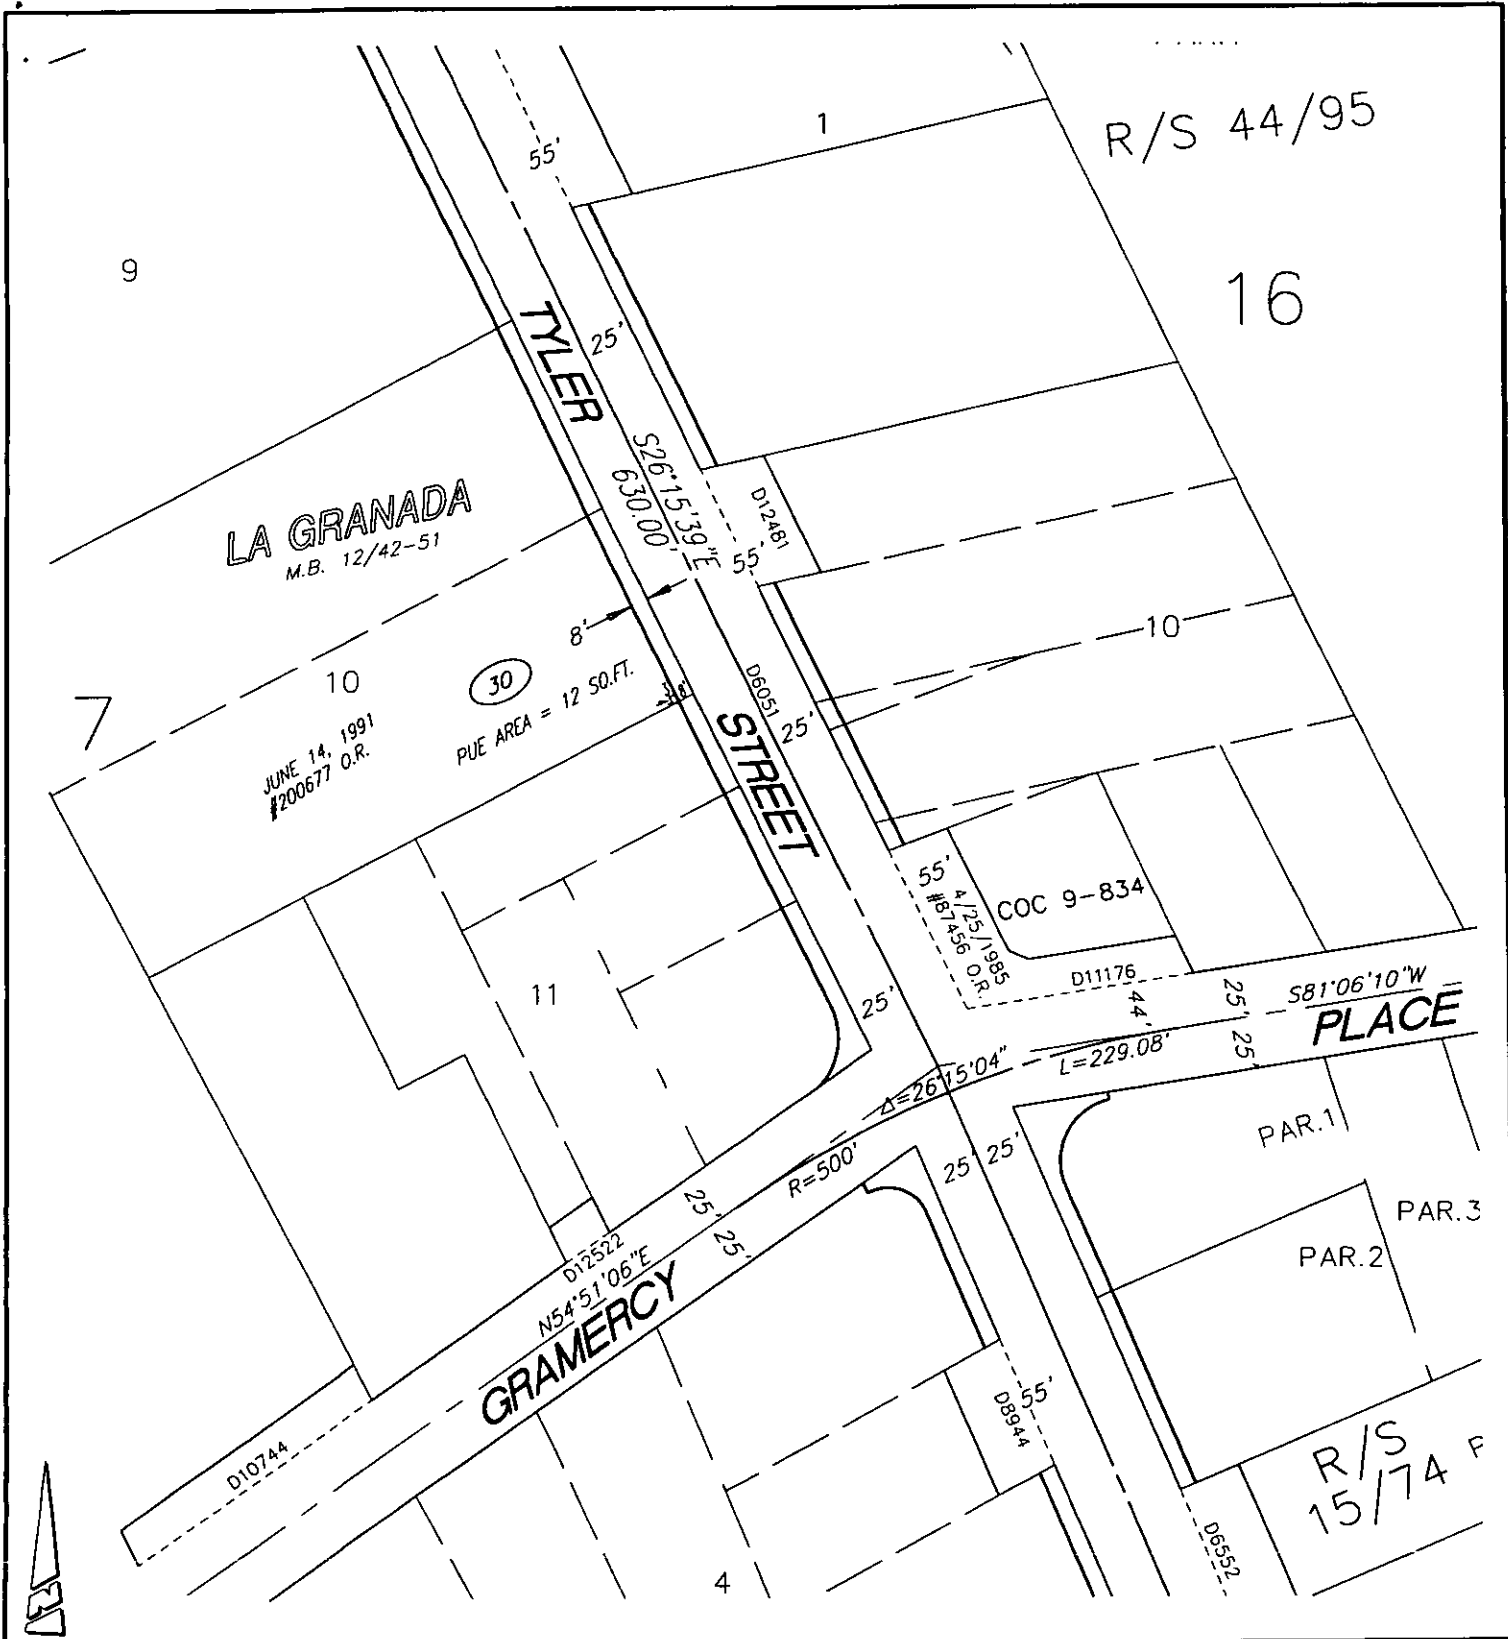 1
R/S 44/95
55'
9
16
TYLER
25'
S26°15'39"E
630.00'
LA GRANADA
M.B. 12/42-51
D12481
55'
8'
10
10
30
PUE AREA = 12 SQ.FT.
7
D6051
25'
STREET
JUNE 14, 1991
#200677 O.R.
55'
4/25/1985
#87456 O.R.
COC 9-834
11
25'
D11176
44'
25'
25'
S81°06'10"W
PLACE
L=229.08'
Δ=26°15'04"
PAR.1
R=500'
25'
25'
25'
25'
PAR.3
PAR.2
D12522
N54°51'06"E
GRAMERCY
55'
D8944
D10744
R/S
15/74
P
D6552
4
N